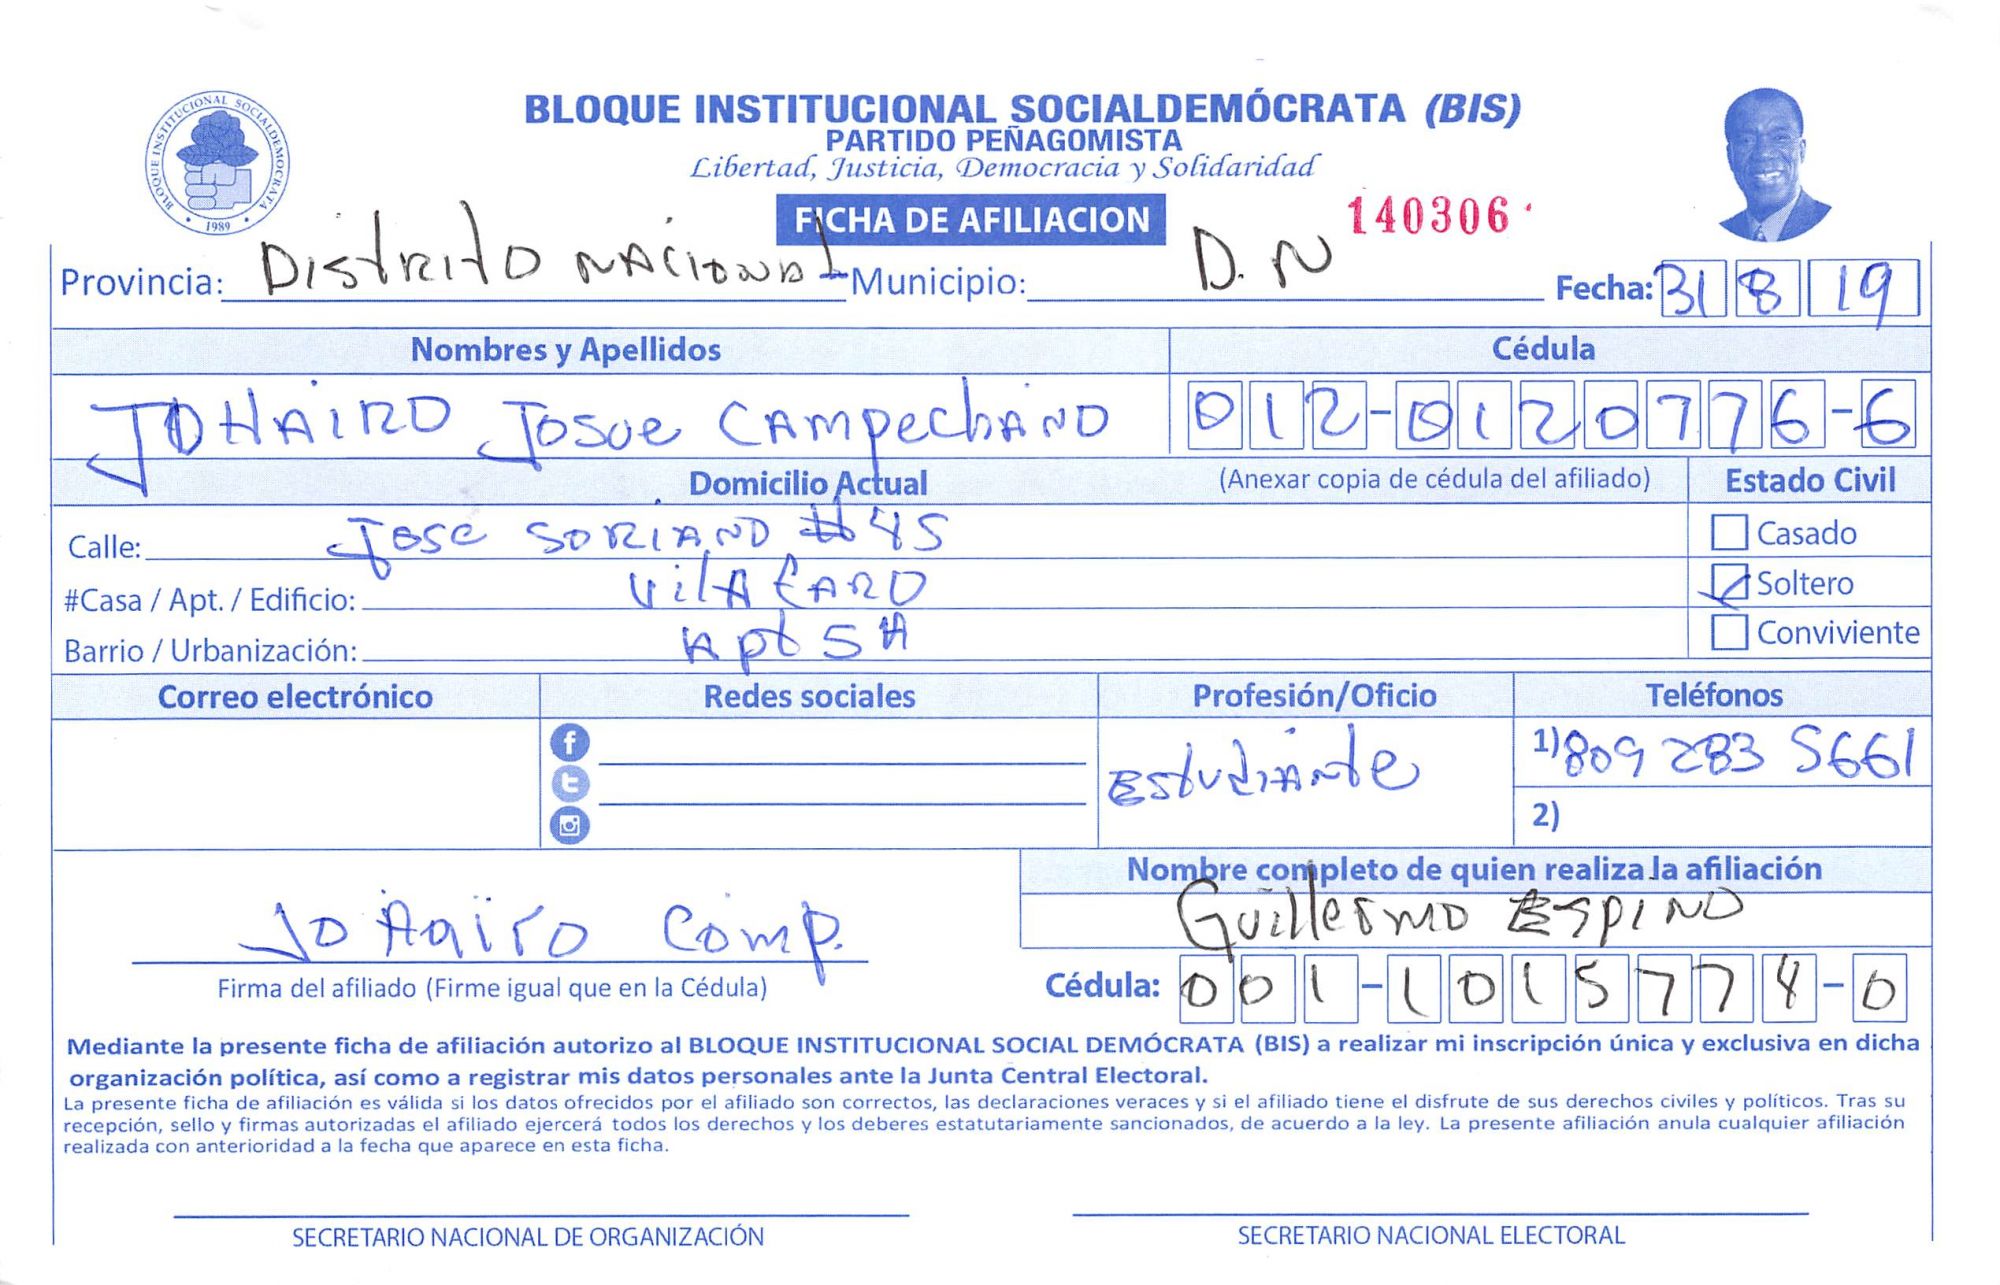 BLOQUE INSTITUCIONAL SOCIALDEMÓCRATA (BIS)
PARTIDO PEÑAGOMISTA
Libertad, Justicia, Democracia y Solidaridad
BLOQUE INSTITUCIONAL SOCIALDEMOCRATA
1989
FICHA DE AFILIACION
140306
Provincia: Distrito Nacional Municipio: D.N Fecha: 31 8 19
Nombres y Apellidos Cédula
JOHAIRO Josue CAMpechANO 012-0120776-6
Domicilio Actual (Anexar copia de cédula del afiliado) Estado Civil
Calle: Jose SORIANO #45 Casado
#Casa / Apt. / Edificio: Vila FARO Soltero
Barrio / Urbanización: Apt 5A Conviviente
Correo electrónico Redes sociales Profesión/Oficio Teléfonos
Estudiante 1) 809 283 5661
2)
Nombre completo de quien realiza la afiliación
Johairo Comp. Guillermo Espino
Firma del afiliado (Firme igual que en la Cédula) Cédula: 001-1015778-0
Mediante la presente ficha de afiliación autorizo al BLOQUE INSTITUCIONAL SOCIAL DEMÓCRATA (BIS) a realizar mi inscripción única y exclusiva en dicha
organización política, así como a registrar mis datos personales ante la Junta Central Electoral.
La presente ficha de afiliación es válida si los datos ofrecidos por el afiliado son correctos, las declaraciones veraces y si el afiliado tiene el disfrute de sus derechos civiles y políticos. Tras su
recepción, sello y firmas autorizadas el afiliado ejercerá todos los derechos y los deberes estatutariamente sancionados, de acuerdo a la ley. La presente afiliación anula cualquier afiliación
realizada con anterioridad a la fecha que aparece en esta ficha.
SECRETARIO NACIONAL DE ORGANIZACIÓN SECRETARIO NACIONAL ELECTORAL